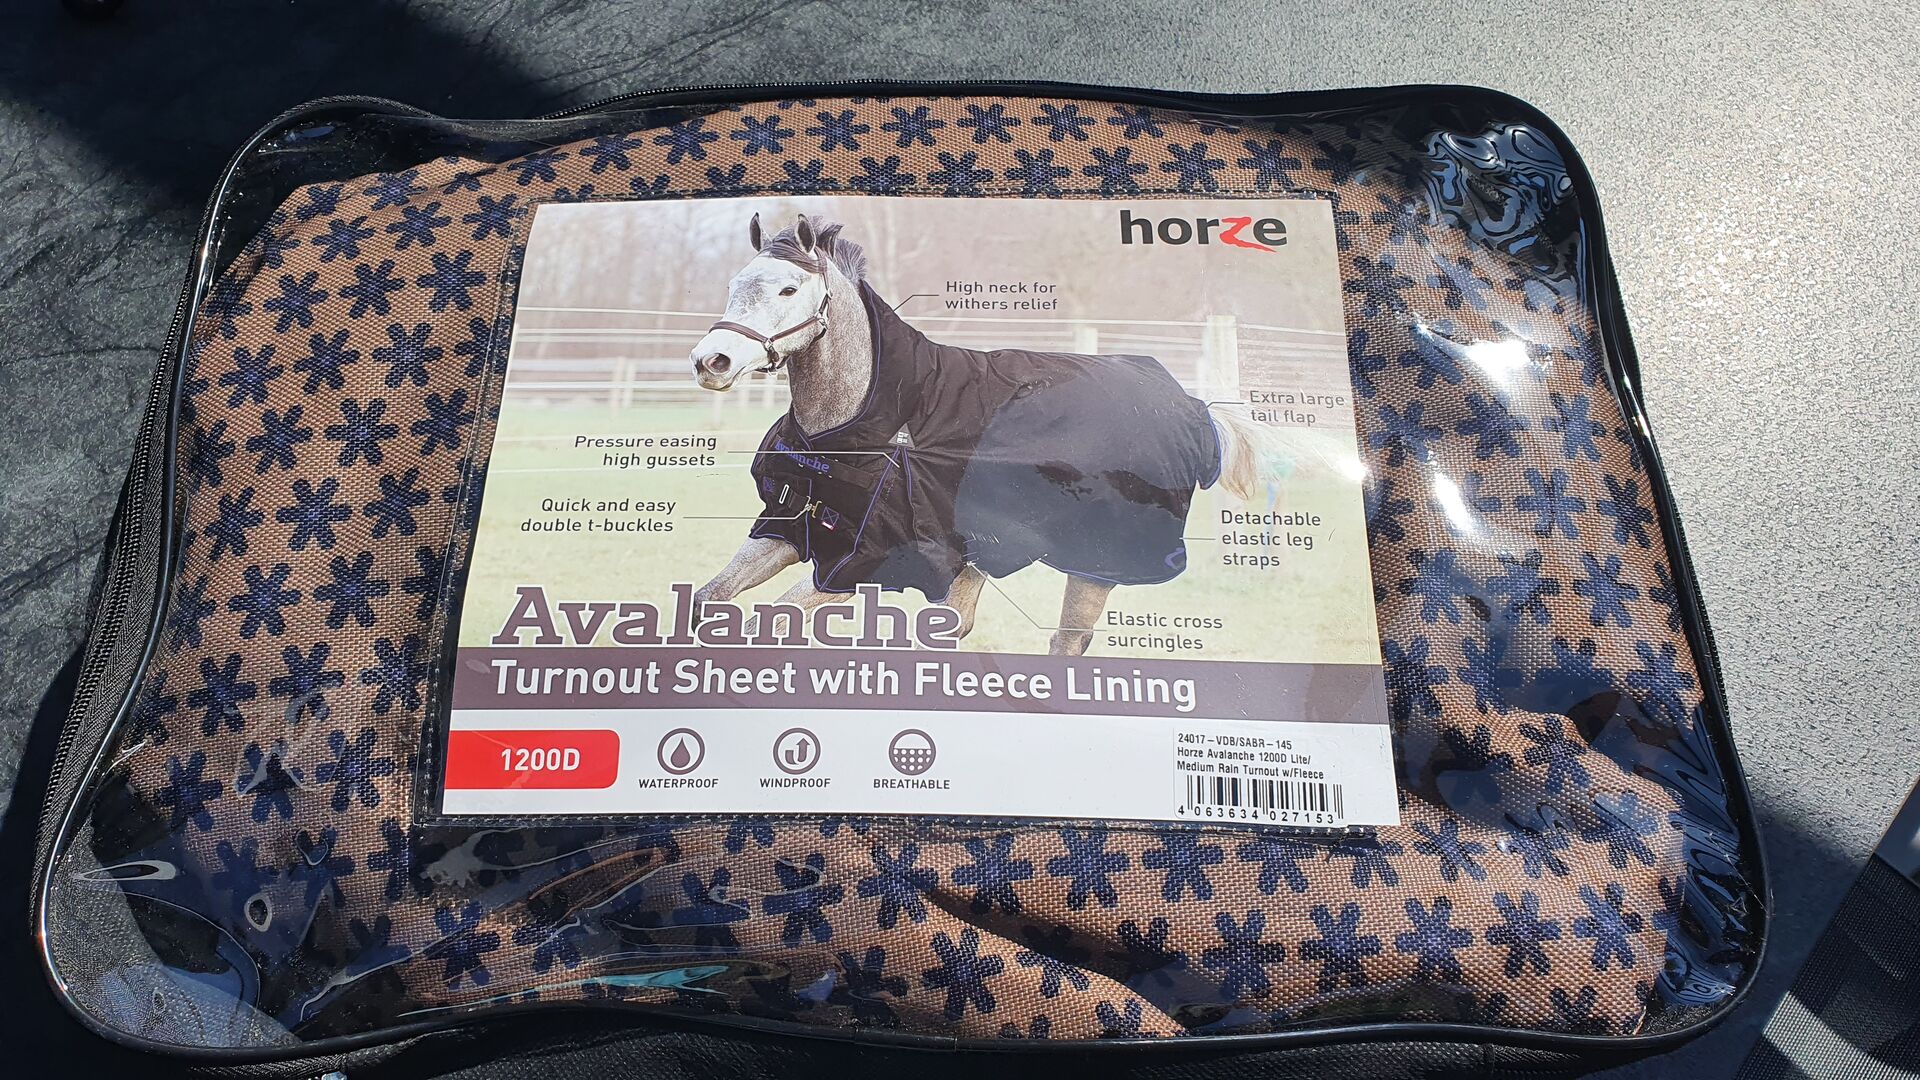 horze
High neck for
withers relief
Extra large
tail flap
Pressure easing
high gussets
Avalanche
Quick and easy
double t-buckles
Detachable
elastic leg
straps
Elastic cross
surcingles
Avalanche
Turnout Sheet with Fleece Lining
1200D
WATERPROOF
WINDPROOF
BREATHABLE
24017-VDB/SABR-145
Horze Avalanche 1200D Lite/
Medium Rain Turnout w/Fleece
4 063634 027153